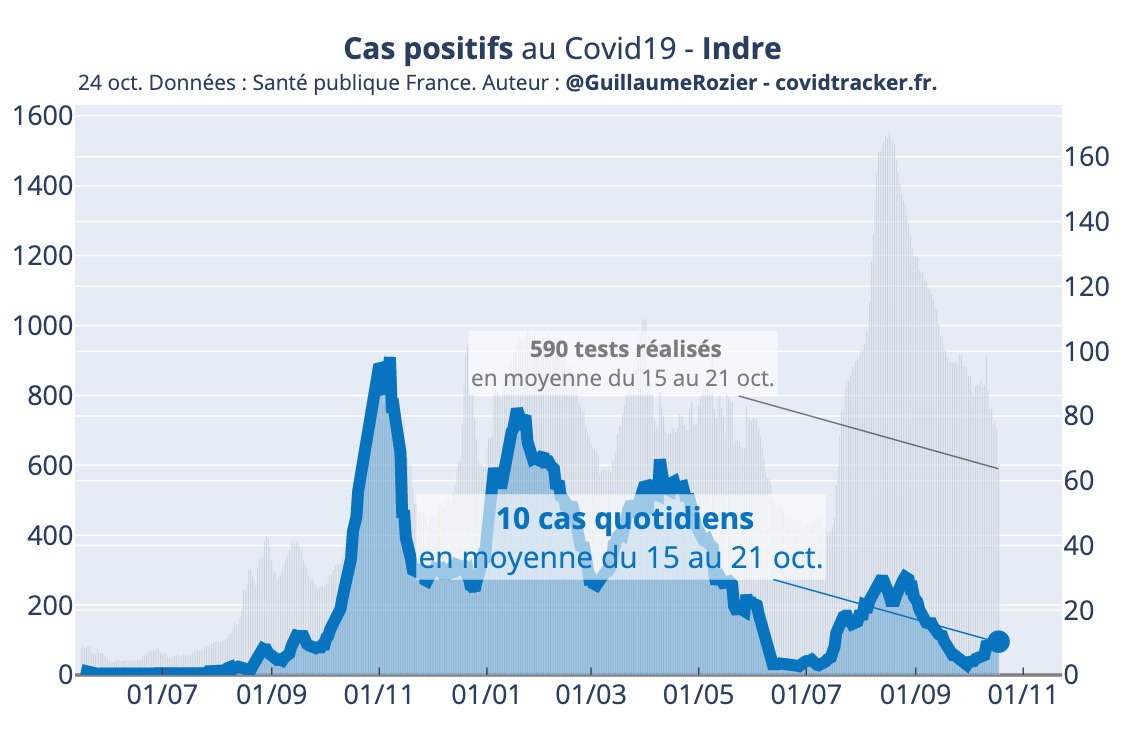 Cas positifs au Covid19 - Indre
24 oct. Données : Santé publique France. Auteur : @GuillaumeRozier - covidtracker.fr.
1600
1400
1200
1000
800
600
400
200
0
160
140
120
100
80
60
40
20
0
590 tests réalisés
en moyenne du 15 au 21 oct.
10 cas quotidiens
en moyenne du 15 au 21 oct.
01/07 01/09 01/11 01/01 01/03 01/05 01/07 01/09 01/11